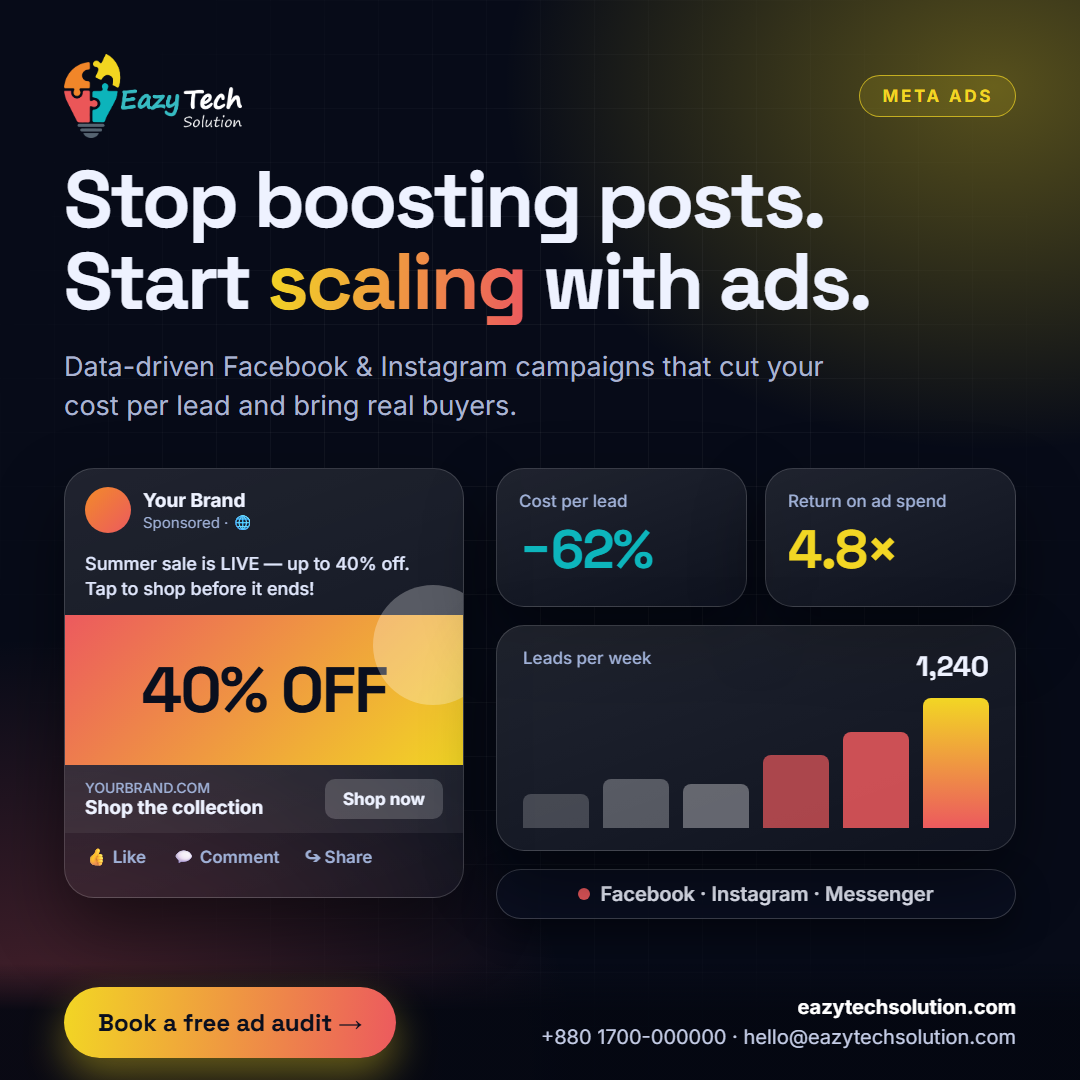 Eazy Tech
Solution
META ADS
Stop boosting posts.
Start scaling with ads.
Data-driven Facebook & Instagram campaigns that cut your
cost per lead and bring real buyers.
Your Brand
Sponsored ·
Summer sale is LIVE — up to 40% off.
Tap to shop before it ends!
40% OFF
YOURBRAND.COM
Shop the collection
Shop now
👍 Like 💬 Comment ↪ Share
Cost per lead
−62%
Return on ad spend
4.8×
Leads per week
1,240
Facebook · Instagram · Messenger
Book a free ad audit →
eazytechsolution.com
+880 1700-000000 · hello@eazytechsolution.com